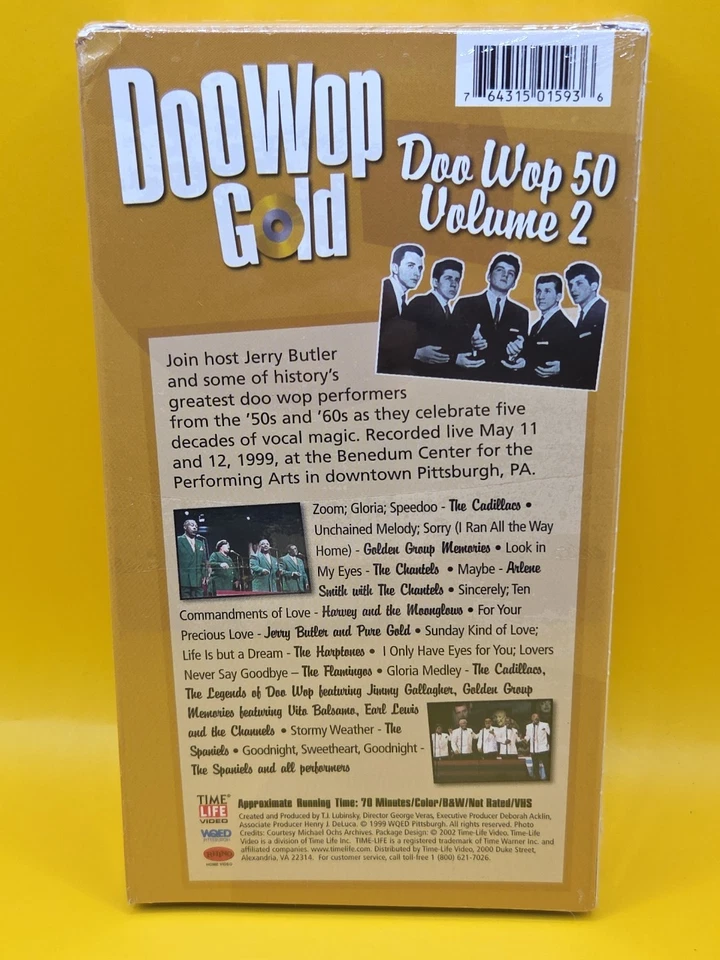 7 64315 01593 6
Doo Wop
Gold
Doo Wop 50
Volume 2
Join host Jerry Butler
and some of history's
greatest doo wop performers
from the '50s and '60s as they celebrate five
decades of vocal magic. Recorded live May 11
and 12, 1999, at the Benedum Center for the
Performing Arts in downtown Pittsburgh, PA.
Zoom; Gloria; Speedoo - The Cadillacs •
Unchained Melody; Sorry (I Ran All the Way
Home) - Golden Group Memories • Look in
My Eyes - The Chantels • Maybe - Arlene
Smith with The Chantels • Sincerely; Ten
Commandments of Love - Harvey and the Moonglows • For Your
Precious Love - Jerry Butler and Pure Gold • Sunday Kind of Love;
Life Is but a Dream - The Harptones • I Only Have Eyes for You; Lovers
Never Say Goodbye – The Flamingos • Gloria Medley - The Cadillacs,
The Legends of Doo Wop featuring Jimmy Gallagher, Golden Group
Memories featuring Vito Balsamo, Earl Lewis
and the Channels • Stormy Weather - The
Spaniels • Goodnight, Sweetheart, Goodnight -
The Spaniels and all performers
TIME®
LIFE
VIDEO
WQED
PITTSBURGH
RHINO
HOME VIDEO
Approximate Running Time: 70 Minutes/Color/B&W/Not Rated/VHS
Created and Produced by T.J. Lubinsky, Director George Veras, Executive Producer Deborah Acklin,
Associate Producer Henry J. DeLuca. © 1999 WQED Pittsburgh. All rights reserved. Photo
Credits: Courtesy Michael Ochs Archives. Package Design: © 2002 Time-Life Video. Time-Life
Video is a division of Time Life Inc. TIME-LIFE is a registered trademark of Time Warner Inc. and
affiliated companies. www.timelife.com. Distributed by Time-Life Video, 2000 Duke Street,
Alexandria, VA 22314. For customer service, call toll-free 1 (800) 621-7026.